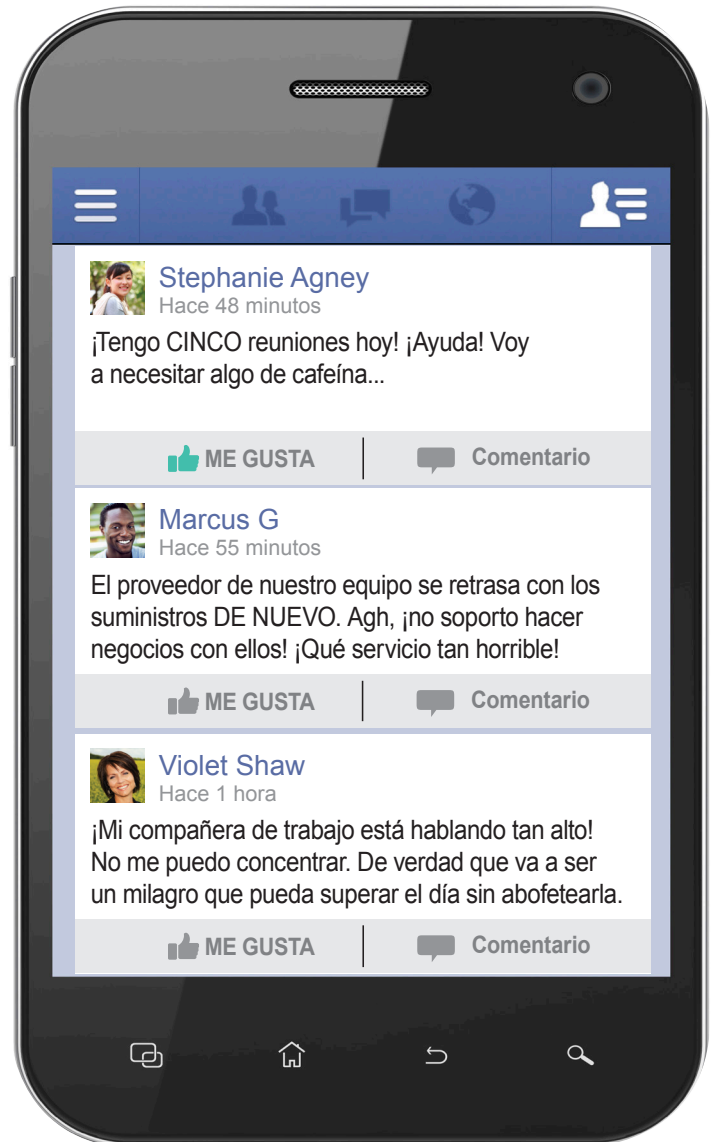 Stephanie Agney
Hace 48 minutos
¡Tengo CINCO reuniones hoy! ¡Ayuda! Voy
a necesitar algo de cafeína...
ME GUSTA
Comentario
Marcus G
Hace 55 minutos
El proveedor de nuestro equipo se retrasa con los
suministros DE NUEVO. Agh, ¡no soporto hacer
negocios con ellos! ¡Qué servicio tan horrible!
ME GUSTA
Comentario
Violet Shaw
Hace 1 hora
¡Mi compañera de trabajo está hablando tan alto!
No me puedo concentrar. De verdad que va a ser
un milagro que pueda superar el día sin abofetearla.
ME GUSTA
Comentario